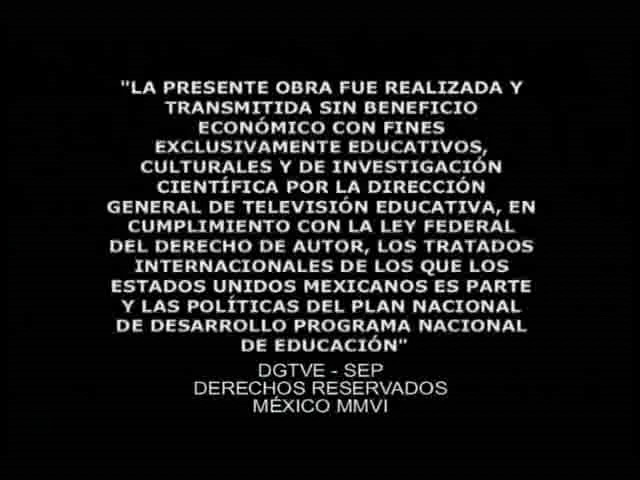 "LA PRESENTE OBRA FUE REALIZADA Y
TRANSMITIDA SIN BENEFICIO
ECONÓMICO CON FINES
EXCLUSIVAMENTE EDUCATIVOS,
CULTURALES Y DE INVESTIGACIÓN
CIENTÍFICA POR LA DIRECCIÓN
GENERAL DE TELEVISIÓN EDUCATIVA, EN
CUMPLIMIENTO CON LA LEY FEDERAL
DEL DERECHO DE AUTOR, LOS TRATADOS
INTERNACIONALES DE LOS QUE LOS
ESTADOS UNIDOS MEXICANOS ES PARTE
Y LAS POLÍTICAS DEL PLAN NACIONAL
DE DESARROLLO PROGRAMA NACIONAL
DE EDUCACIÓN"
DGTVE - SEP
DERECHOS RESERVADOS
MÉXICO MMVI